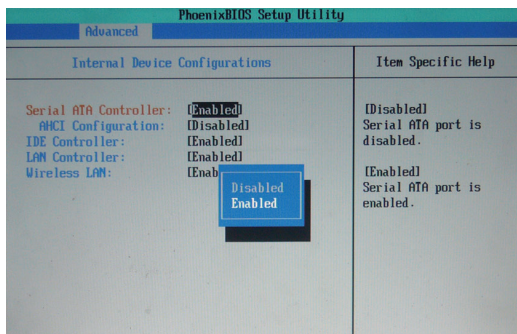 PhoenixBIOS Setup Utility
Advanced
Internal Device Configurations
Item Specific Help
Serial ATA Controller: [Enabled]
AHCI Configuration: [Disabled]
IDE Controller: [Enabled]
LAN Controller: [Enabled]
Wireless LAN: [Enab
Disabled
Enabled
[Disabled]
Serial ATA port is
disabled.
[Enabled]
Serial ATA port is
enabled.